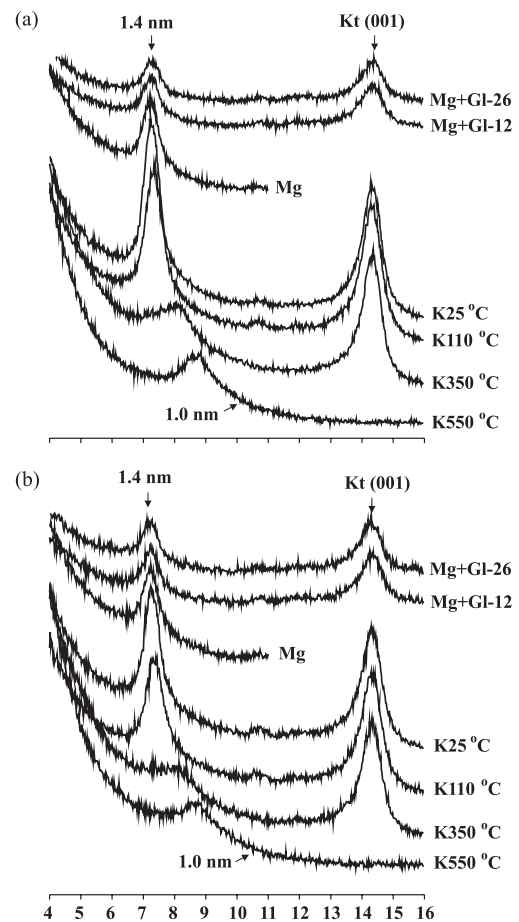 (a)
1.4 nm
Kt (001)
Mg+Gl-26
Mg+Gl-12
Mg
K25 °C
K110 °C
K350 °C
1.0 nm
K550 °C
(b)
1.4 nm
Kt (001)
Mg+Gl-26
Mg+Gl-12
Mg
K25 °C
K110 °C
K350 °C
1.0 nm
K550 °C
4 5 6 7 8 9 10 11 12 13 14 15 16